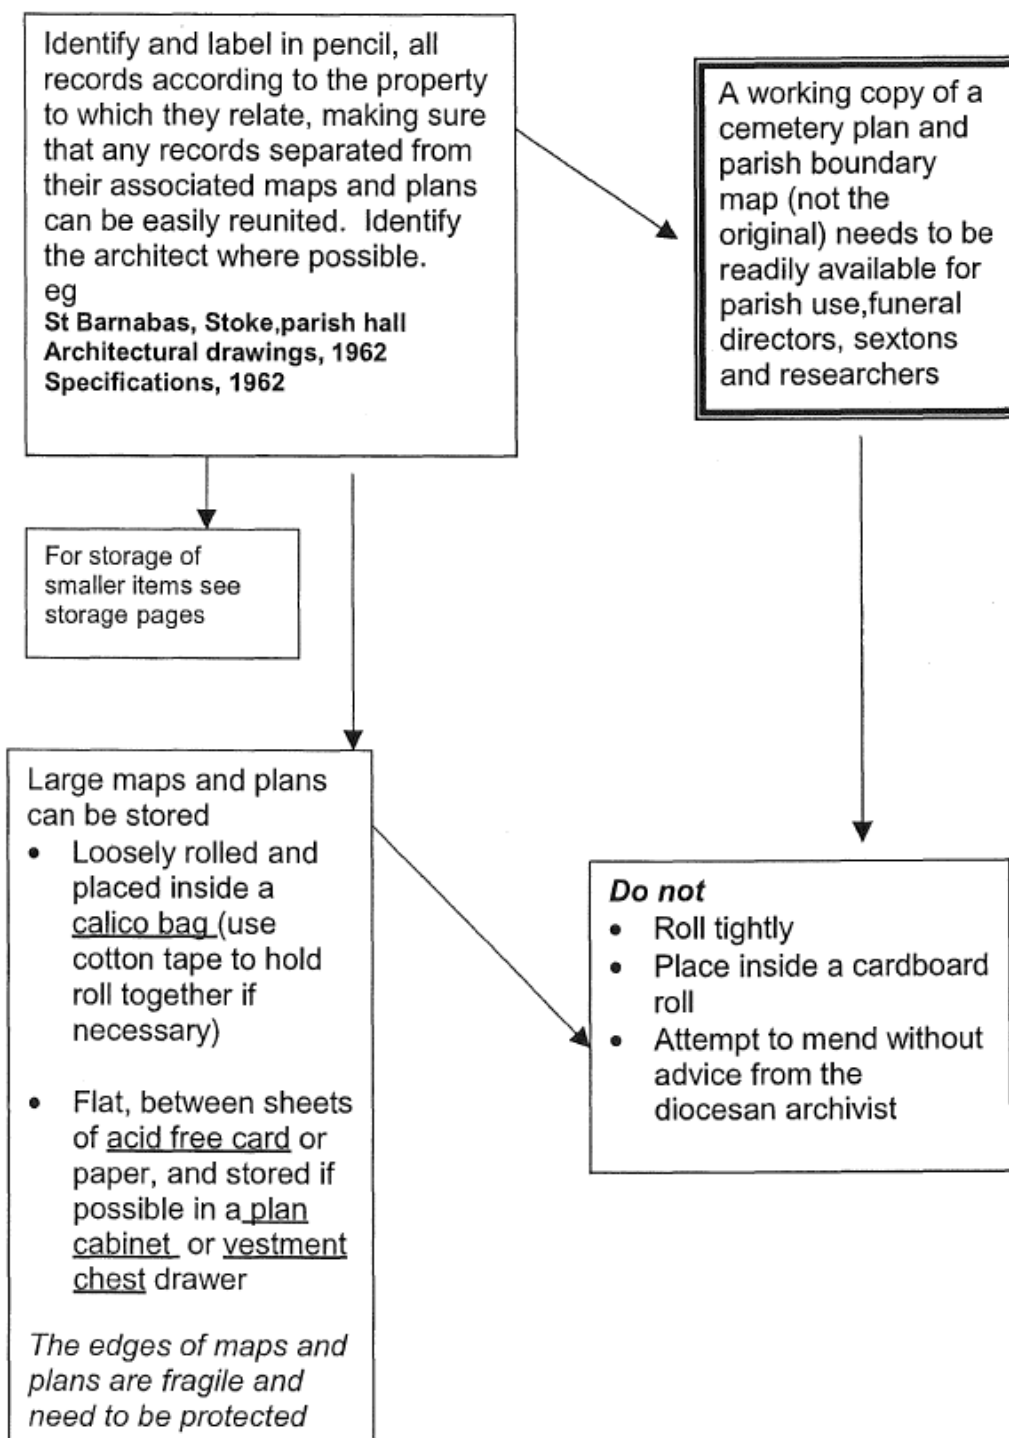 Identify and label in pencil, all
records according to the property
to which they relate, making sure
that any records separated from
their associated maps and plans
can be easily reunited.  Identify
the architect where possible.
eg
St Barnabas, Stoke,parish hall
Architectural drawings, 1962
Specifications, 1962
A working copy of a
cemetery plan and
parish boundary
map (not the
original) needs to be
readily available for
parish use,funeral
directors, sextons
and researchers
For storage of
smaller items see
storage pages
Large maps and plans
can be stored
• Loosely rolled and
placed inside a
calico bag (use
cotton tape to hold
roll together if
necessary)
• Flat, between sheets
of acid free card or
paper, and stored if
possible in a plan
cabinet  or vestment
chest drawer
The edges of maps and
plans are fragile and
need to be protected
Do not
• Roll tightly
• Place inside a cardboard
roll
• Attempt to mend without
advice from the
diocesan archivist